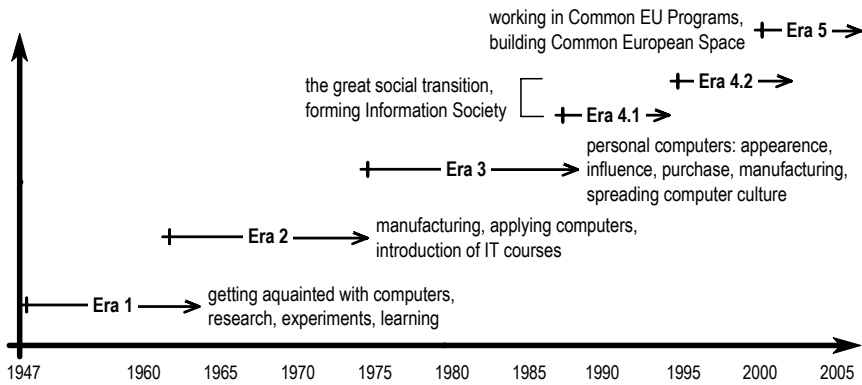 working in Common EU Programs,
building Common European Space
Era 5
the great social transition,
forming Information Society
Era 4.2
Era 4.1
personal computers: appearence,
influence, purchase, manufacturing,
spreading computer culture
Era 3
manufacturing, applying computers,
introduction of IT courses
Era 2
getting aquainted with computers,
research, experiments, learning
Era 1
1947 1960 1965 1970 1975 1980 1985 1990 1995 2000 2005